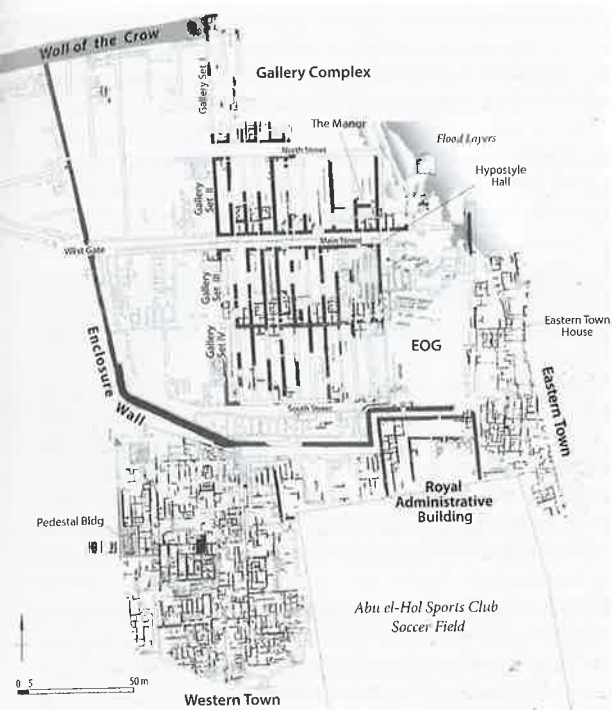 Wall of the Crow
Gallery Set I
Gallery Complex
The Manor
Flood Layers
North Street
Hypostyle
Hall
Gallery
Set II
West Gate
Main Street
Gallery
Set III
Eastern Town
House
EOG
Gallery
Set IV
Enclosure
Wall
Eastern Town
South Street
Royal
Administrative
Building
Pedestal Bldg
Abu el-Hol Sports Club
Soccer Field
0 5 50 m
Western Town